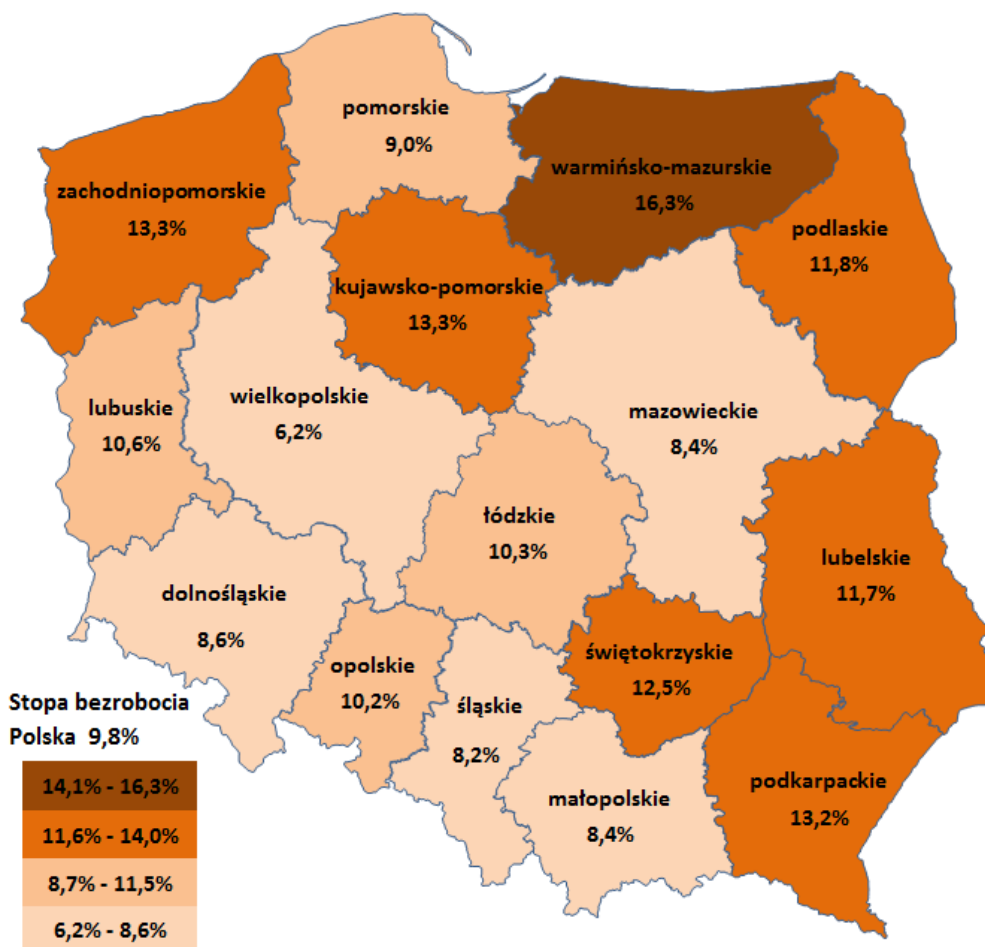 pomorskie
9,0%
warmińsko-mazurskie
16,3%
zachodniopomorskie
13,3%
podlaskie
11,8%
kujawsko-pomorskie
13,3%
lubuskie
10,6%
wielkopolskie
6,2%
mazowieckie
8,4%
łódzkie
10,3%
lubelskie
11,7%
dolnośląskie
8,6%
opolskie
10,2%
śląskie
8,2%
świętokrzyskie
12,5%
małopolskie
8,4%
podkarpackie
13,2%
Stopa bezrobocia
Polska 9,8%
14,1% - 16,3%
11,6% - 14,0%
8,7% - 11,5%
6,2% - 8,6%